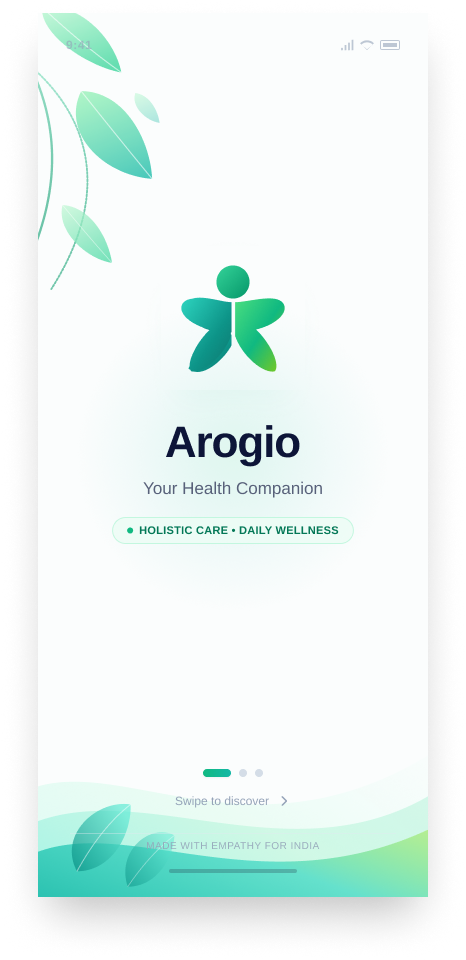 9:41
Arogio
Your Health Companion
HOLISTIC CARE • DAILY WELLNESS
Swipe to discover
MADE WITH EMPATHY FOR INDIA